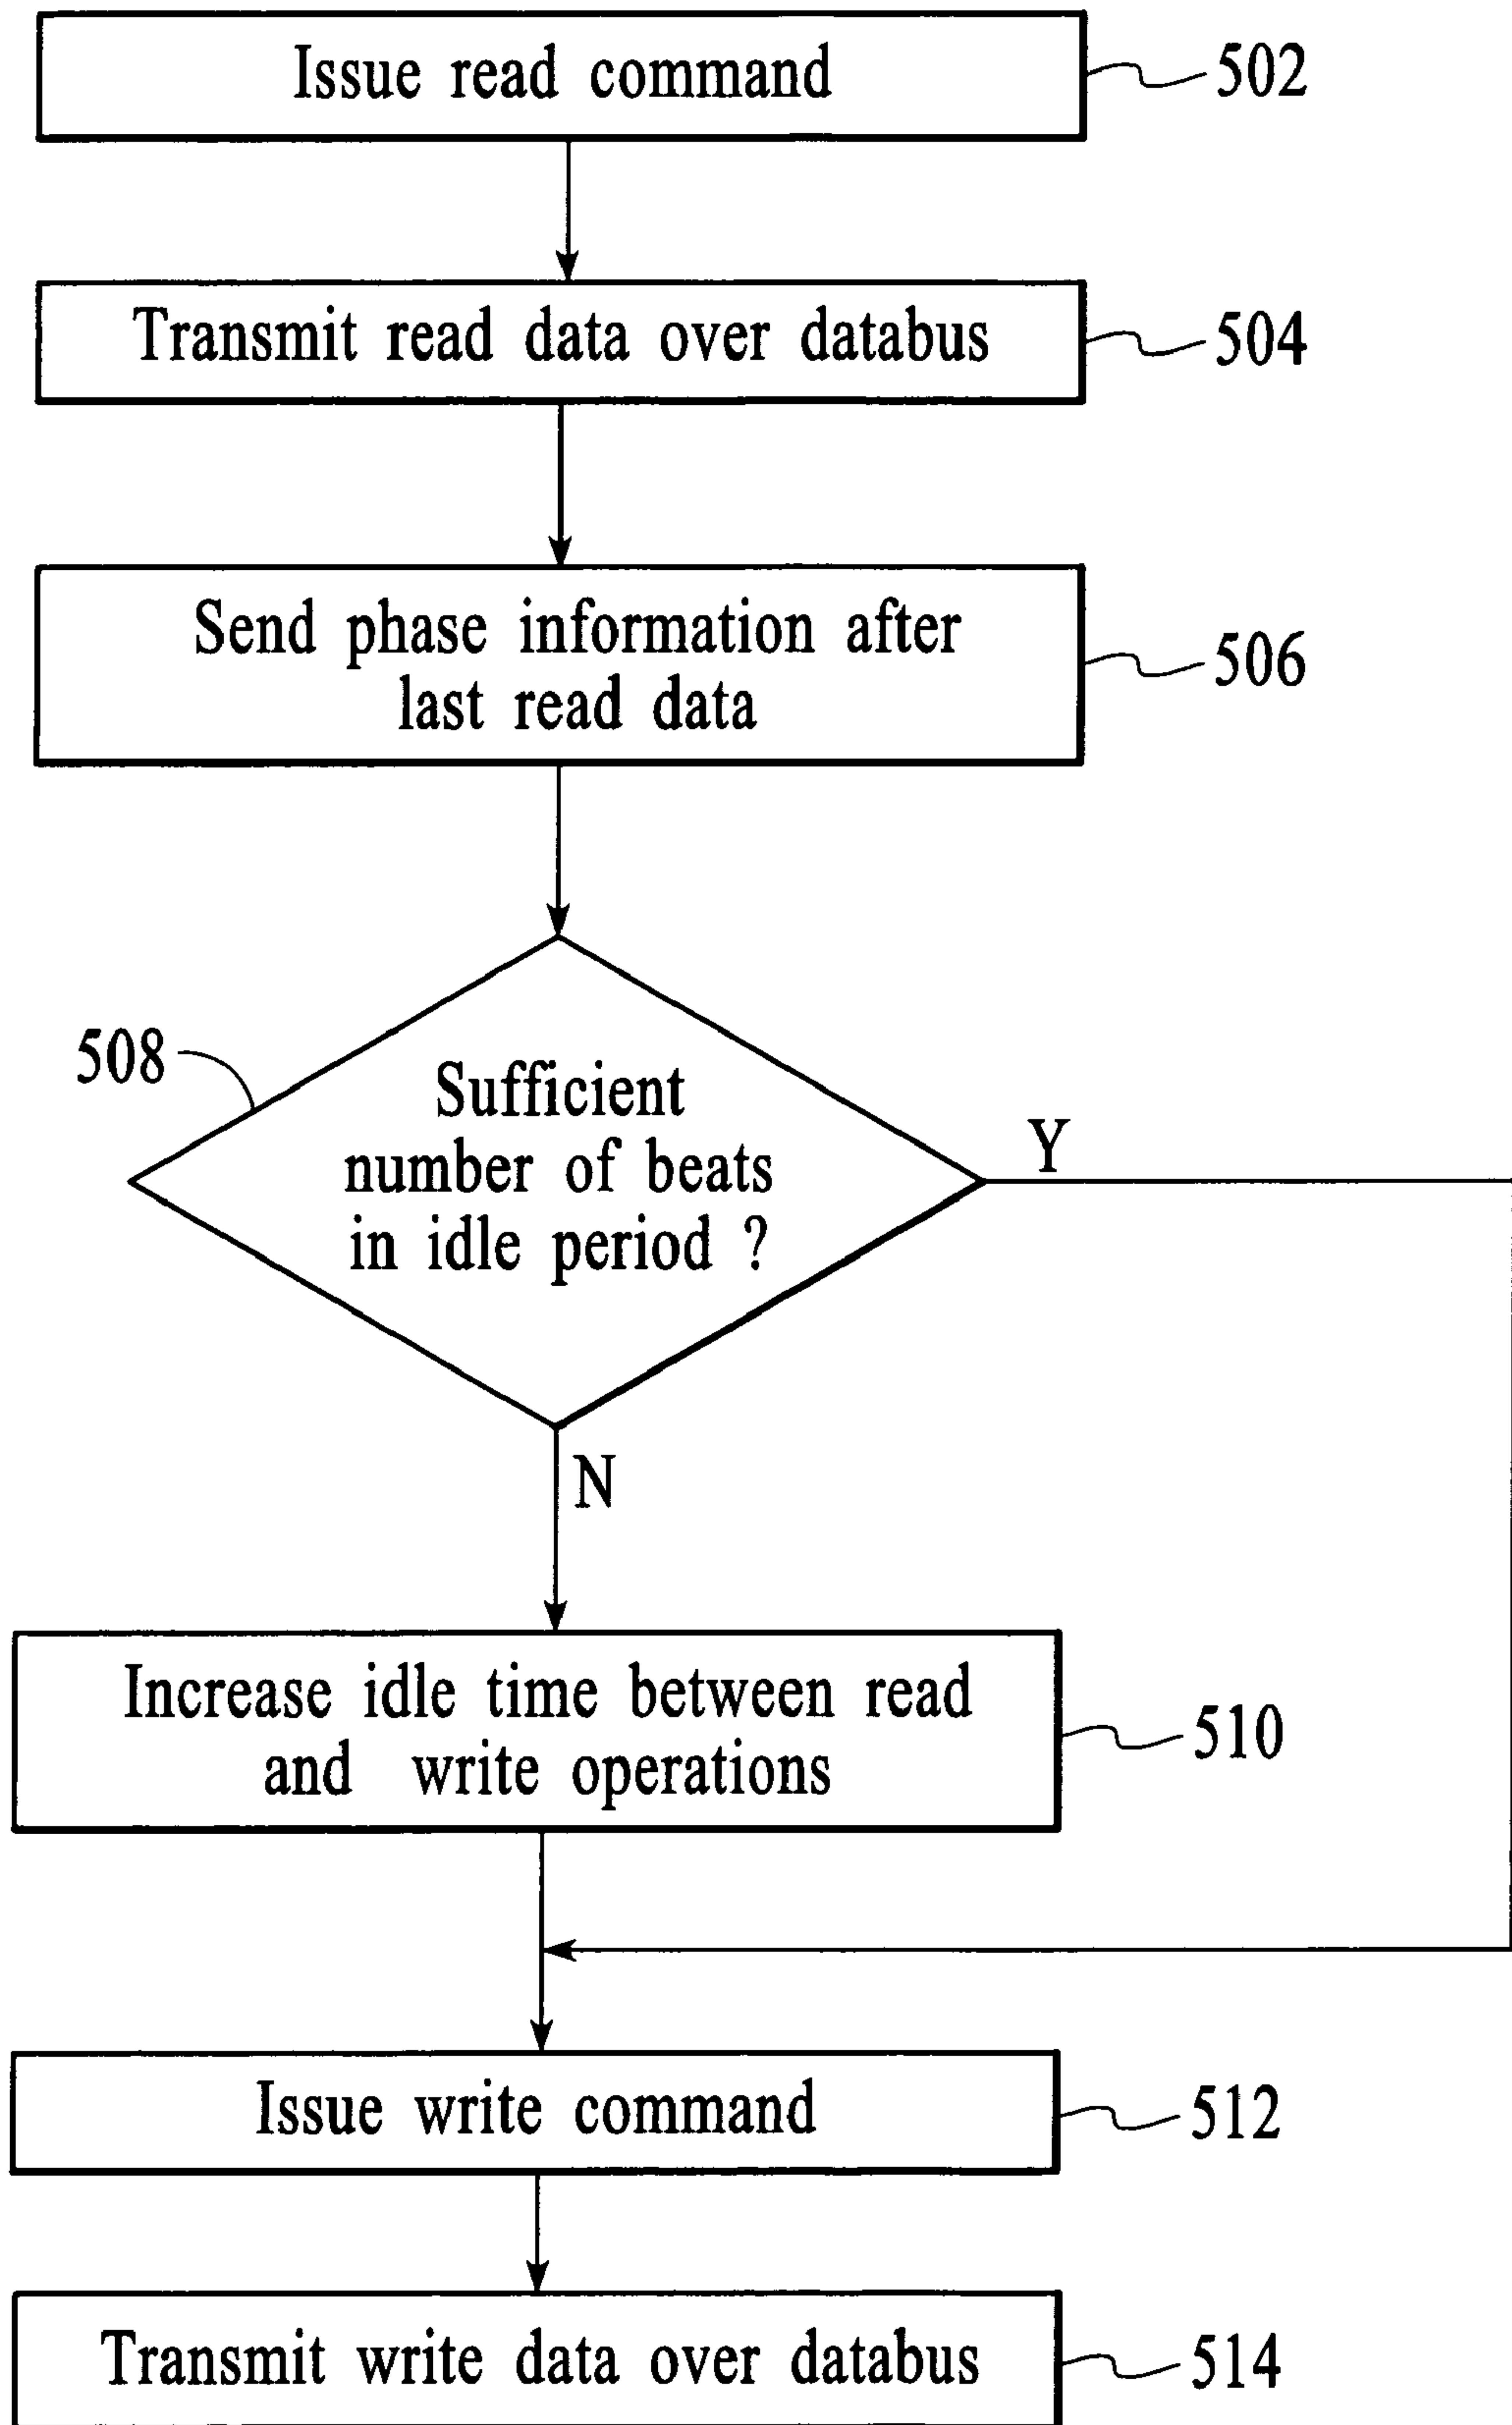 Issue read command
502
Transmit read data over databus
504
Send phase information after
last read data
506
508
Sufficient
number of beats
in idle period ?
Y
N
Increase idle time between read
and write operations
510
Issue write command
512
Transmit write data over databus
514